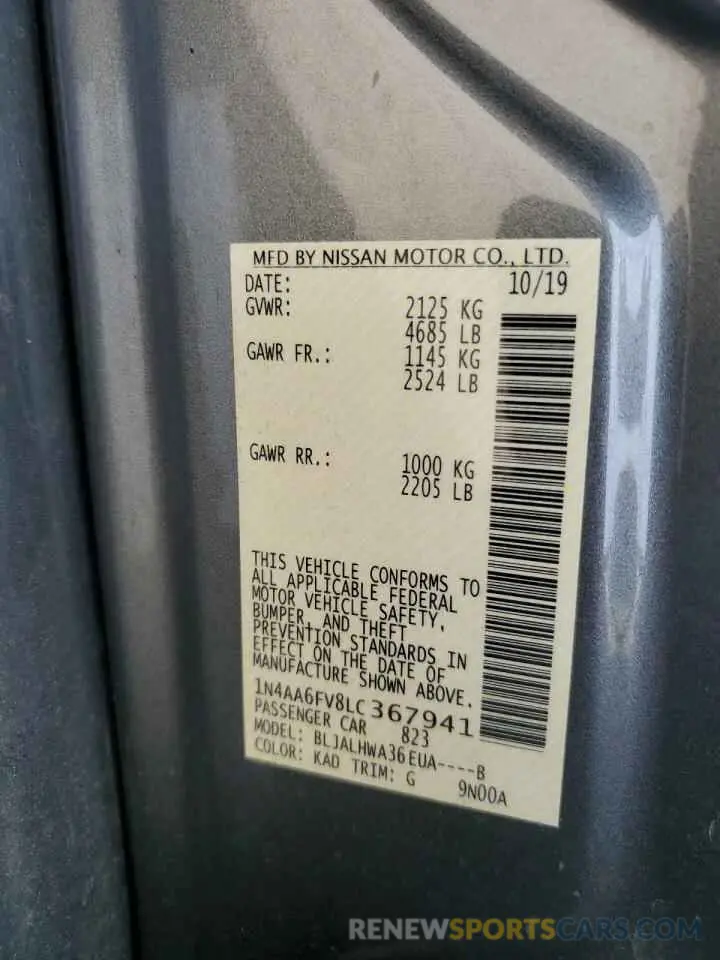 MFD BY NISSAN MOTOR CO., LTD.
DATE: 10/19
GVWR: 2125 KG
4685 LB
GAWR FR.: 1145 KG
2524 LB
GAWR RR.: 1000 KG
2205 LB
THIS VEHICLE CONFORMS TO
ALL APPLICABLE FEDERAL
MOTOR VEHICLE SAFETY,
BUMPER, AND THEFT
PREVENTION STANDARDS IN
EFFECT ON THE DATE OF
MANUFACTURE SHOWN ABOVE.
1N4AA6FV8LC367941
PASSENGER CAR 823
MODEL: BLJALHWA36EUA----B
COLOR: KAD TRIM: G 9N00A
RENEWSPORTSCARS.COM